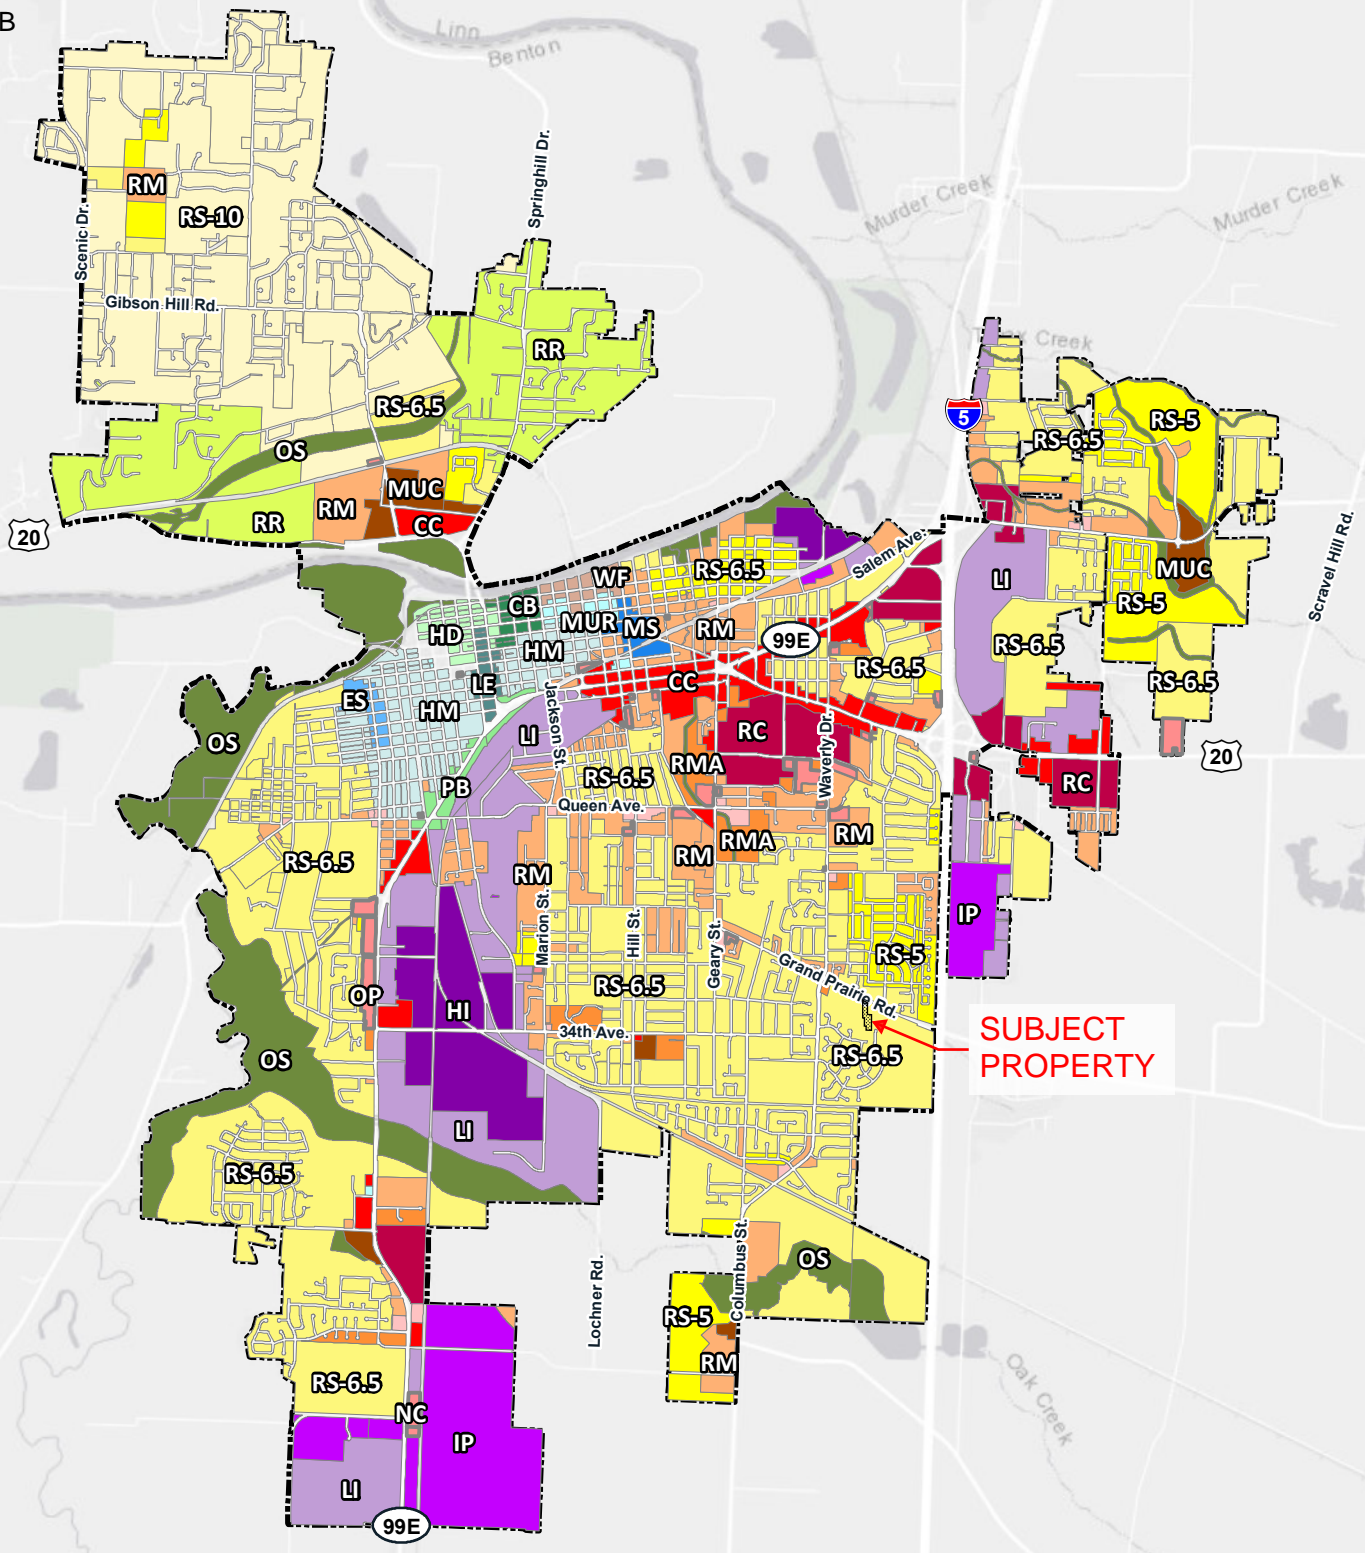 B
Linn
Benton
Springhill Dr.
Murder Creek
Murder Creek
RM
RS-10
Scenic Dr.
Gibson Hill Rd.
Creek
RR
RS-6.5
5
RS-5
RS-6.5
OS
MUC
RM
RR
CC
20
Scravel Hill Rd.
Salem Ave.
WF
RS-6.5
LI
MUC
CB
RS-5
HD
MUR
MS
RM
99E
HM
RS-6.5
RS-6.5
LE
CC
RS-6.5
ES
HM
Jackson St.
OS
LI
RC
Waverly Dr.
20
RMA
RS-6.5
RC
PB
Queen Ave.
RM
RMA
RM
RS-6.5
RM
IP
Marion St.
Hill St.
Geary St.
RS-5
Grand Prairie Rd.
RS-6.5
OP
HI
34th Ave.
SUBJECT
PROPERTY
OS
RS-6.5
LI
RS-6.5
Columbus St.
OS
Lochner Rd.
RS-5
RM
RS-6.5
Oak Creek
NC
IP
LI
99E